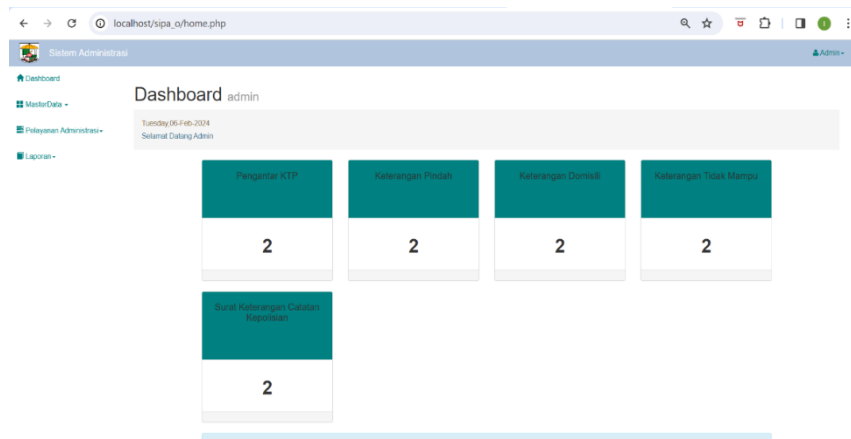 localhost/sipa_o/home.php
Sistem Administrasi
Admin
Dashboard
MasterData
Pelayanan Administrasi
Laporan
Dashboard admin
Tuesday,06-Feb-2024
Selamat Datang Admin
Pengantar KTP
2
Keterangan Pindah
2
Keterangan Domisili
2
Keterangan Tidak Mampu
2
Surat Keterangan Catatan
Kepolisian
2